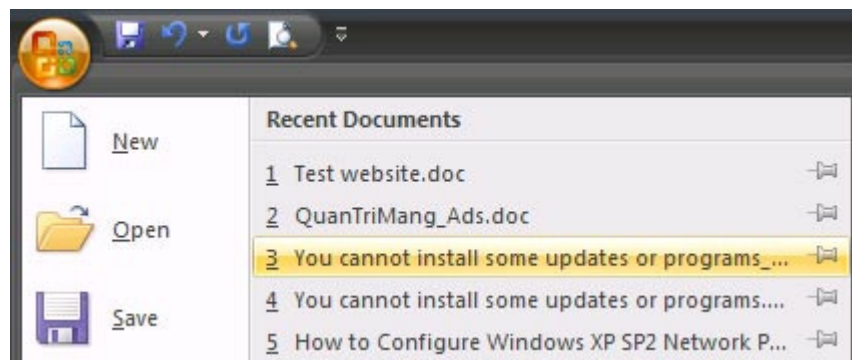 New
Open
Save
Recent Documents
1 Test website.doc
2 QuanTriMang_Ads.doc
3 You cannot install some updates or programs_...
4 You cannot install some updates or programs....
5 How to Configure Windows XP SP2 Network P...